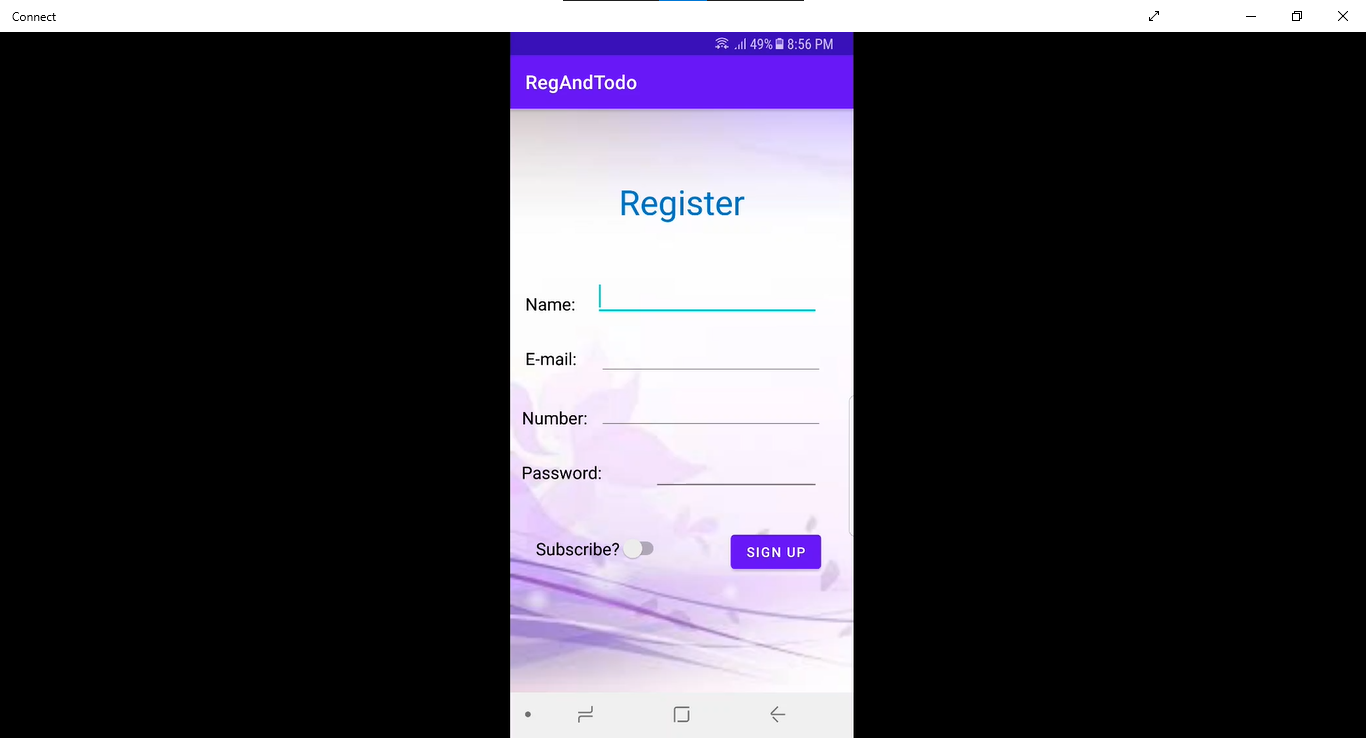 Connect
49% 8:56 PM
RegAndTodo
Register
Name:
E-mail:
Number:
Password:
Subscribe?
SIGN UP